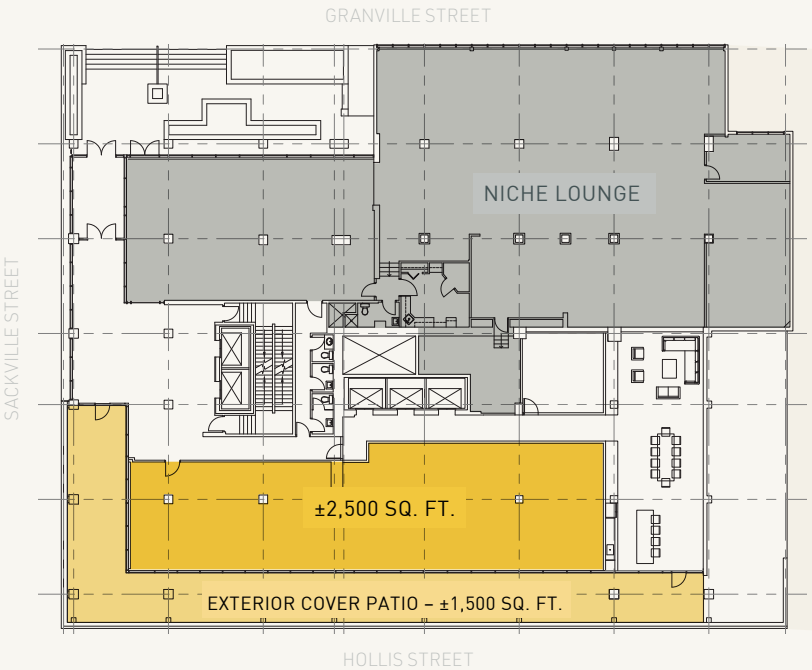 GRANVILLE STREET
NICHE LOUNGE
SACKVILLE STREET
±2,500 SQ. FT.
EXTERIOR COVER PATIO – ±1,500 SQ. FT.
HOLLIS STREET